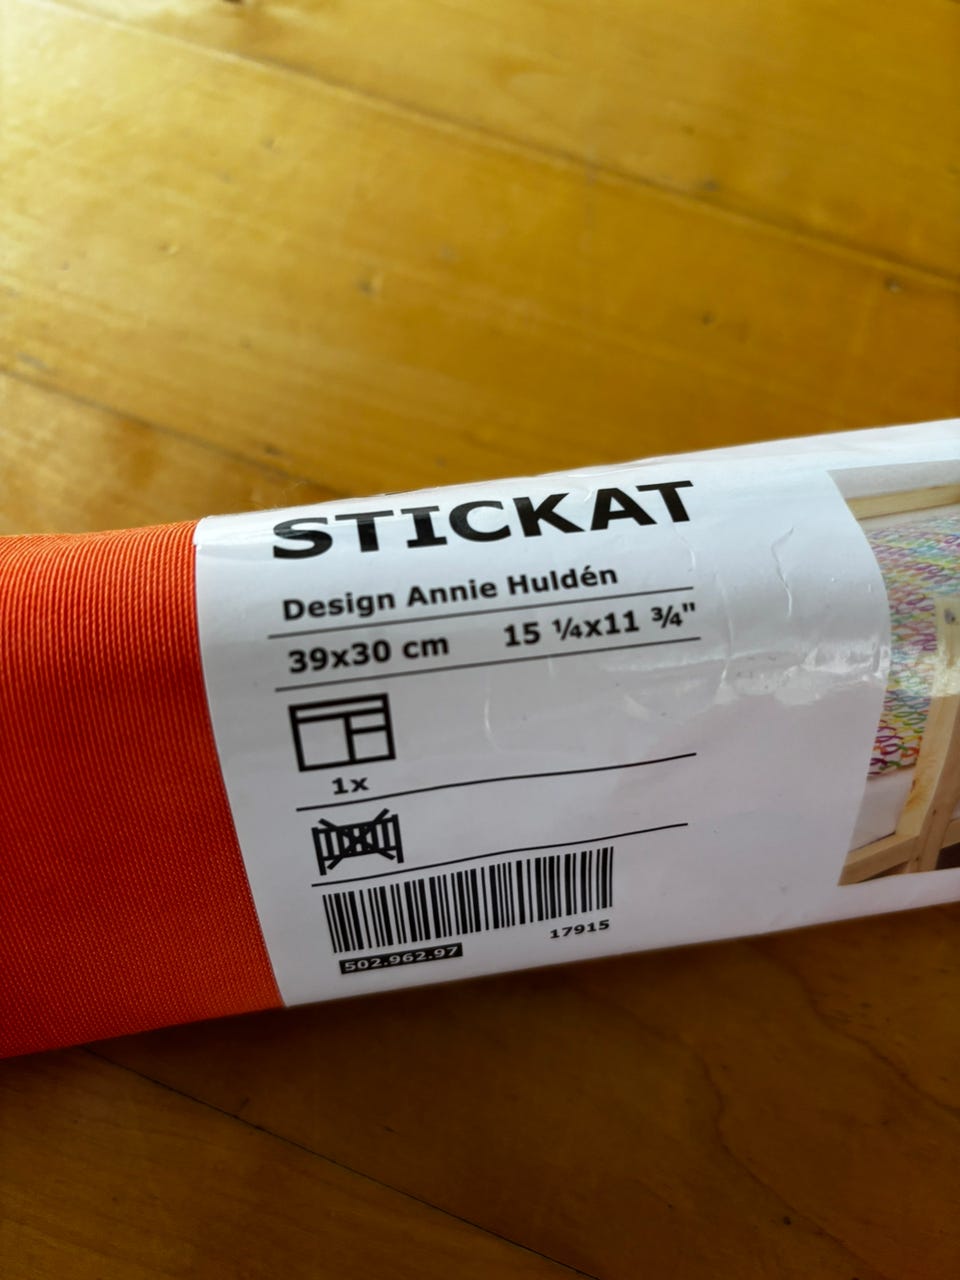 STICKAT
Design Annie Huldén
39x30 cm 15 ¼x11 ¾"
1x
17915
502.962.97